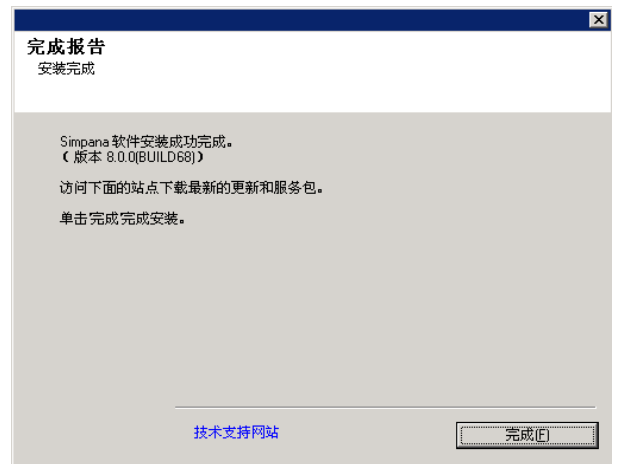 完成报告
安装完成
Simpana 软件安装成功完成。
( 版本 8.0.0(BUILD68))
访问下面的站点下载最新的更新和服务包。
单击完成完成安装。
技术支持网站
完成(F)